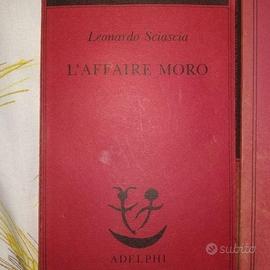 Leonardo Sciascia
L'AFFAIRE MORO
ADELPHI
subito